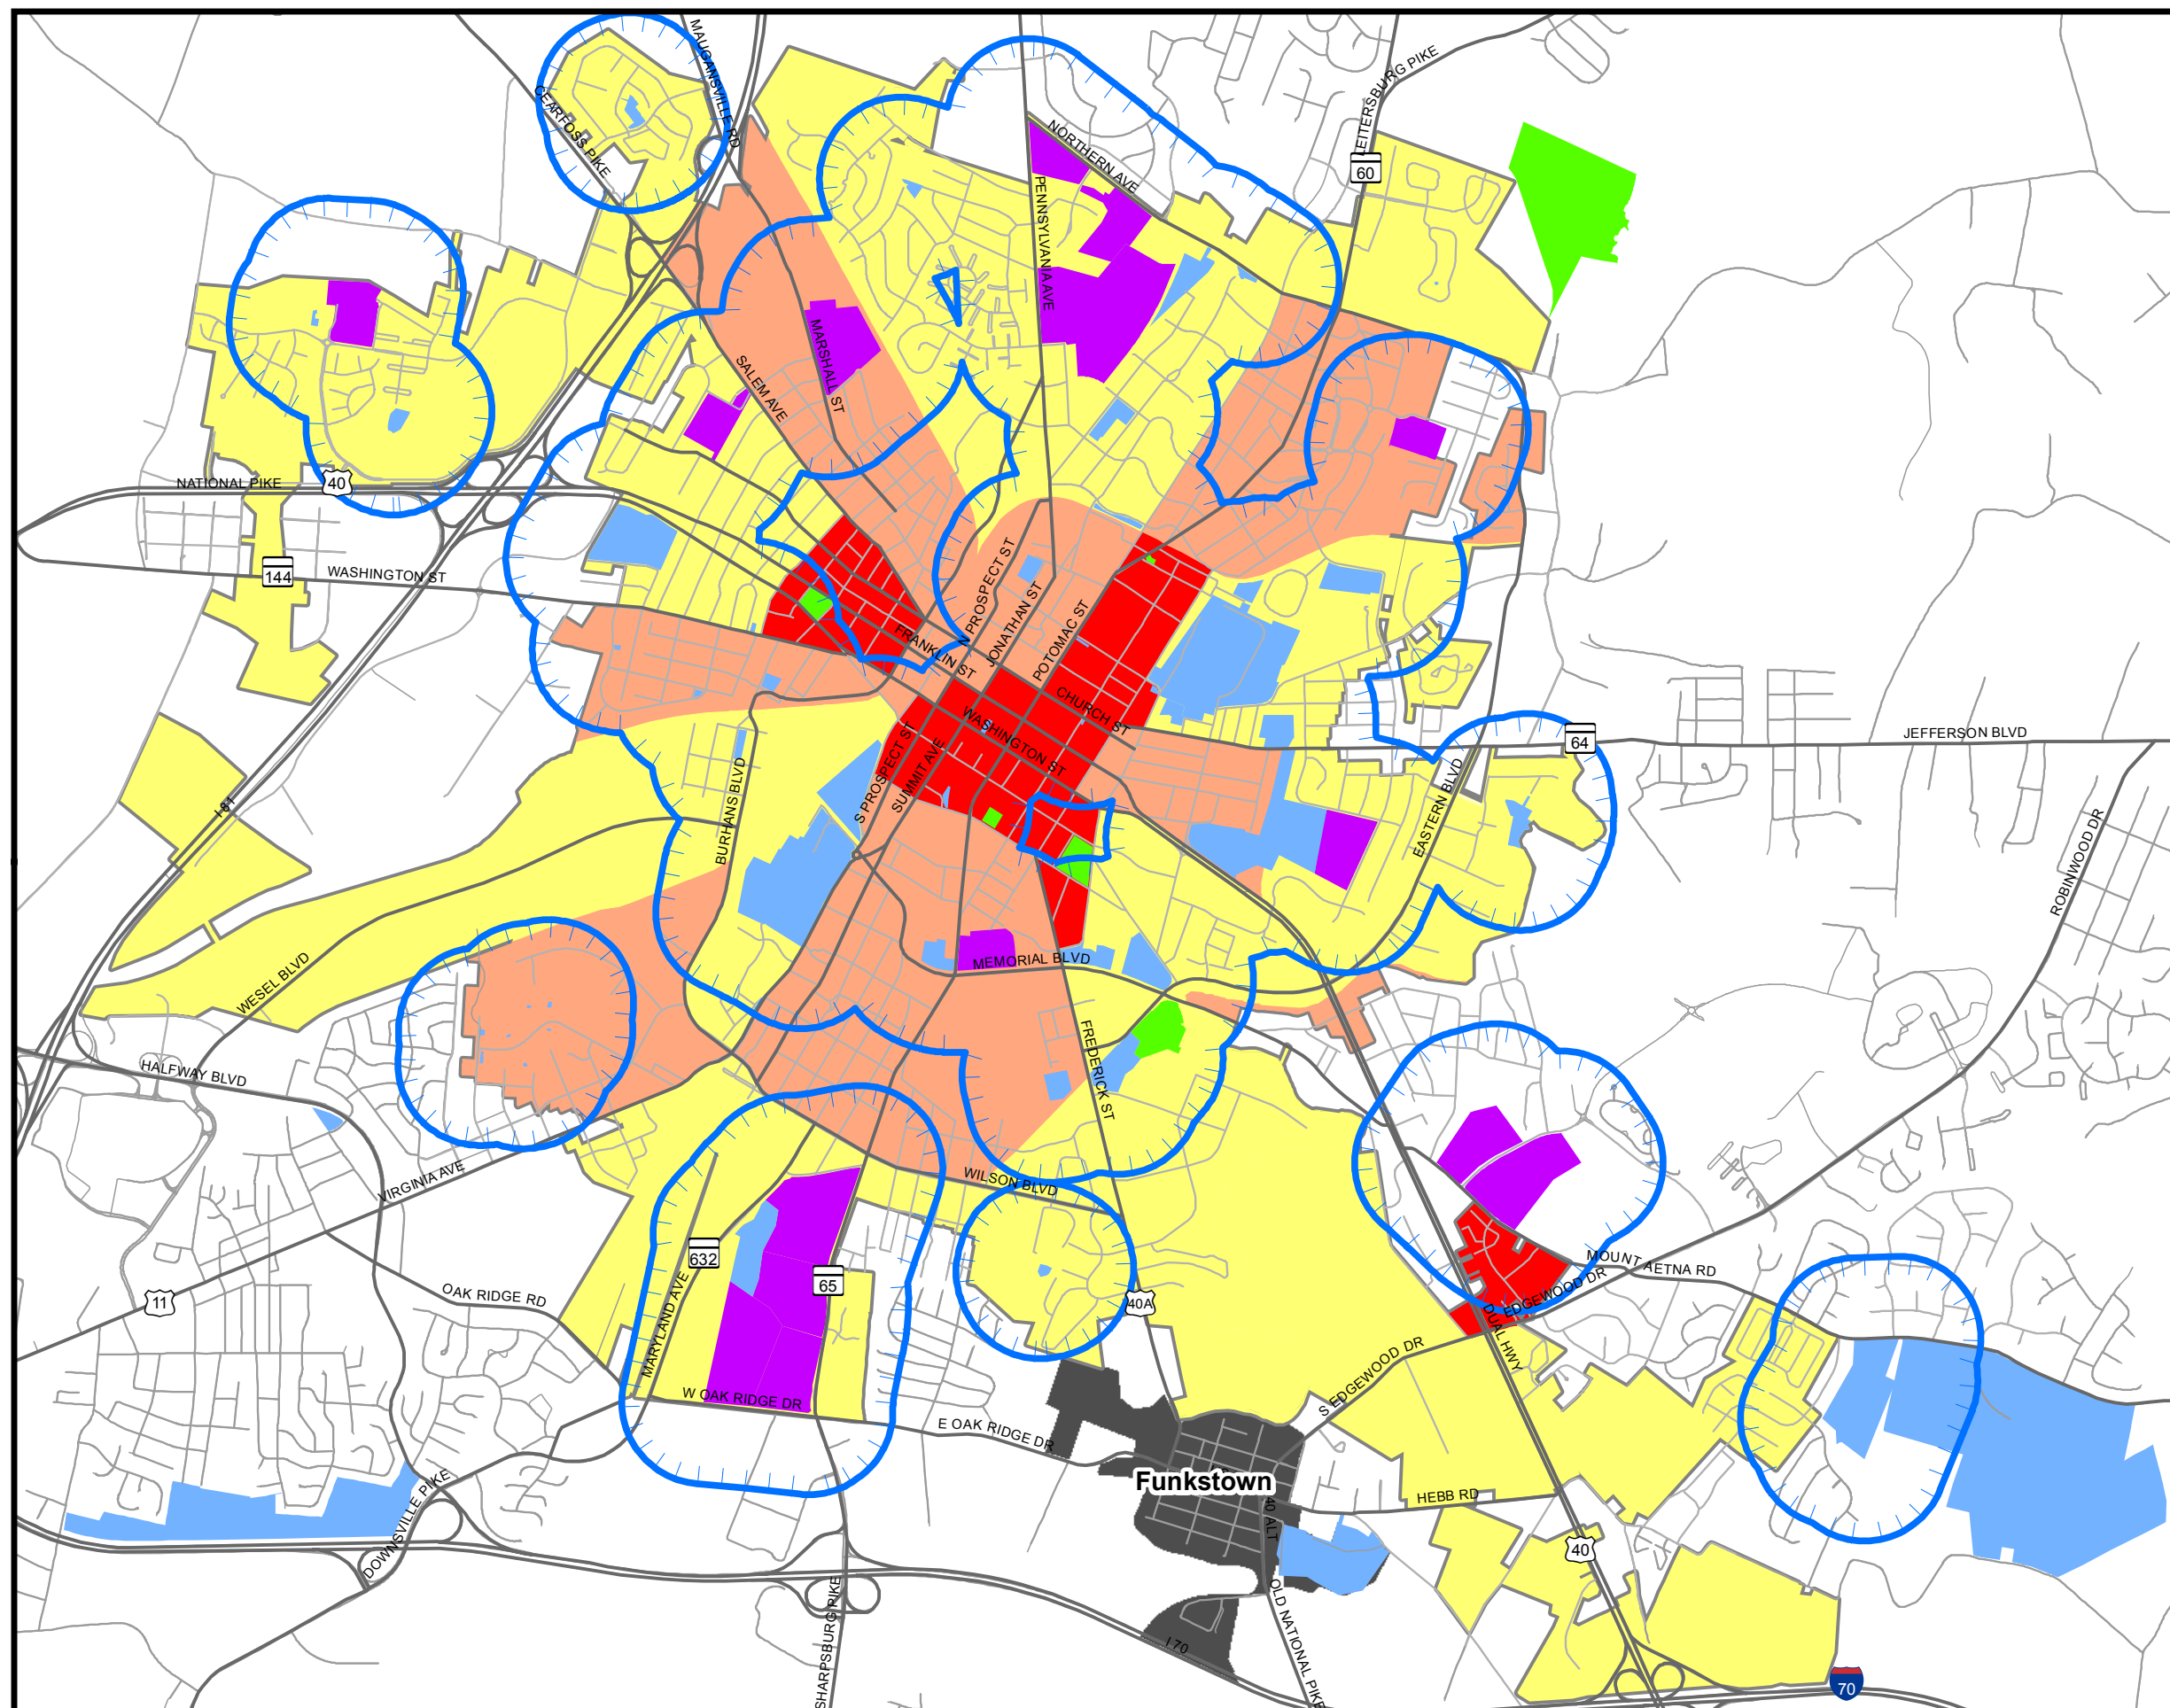 MAUGANSVILLE RD
CEARFOSS PIKE
LEITERSBURG PIKE
60
NORTHERN AVE
PENNSYLVANIA AVE
MARSHALL ST
SALEM AVE
NATIONAL PIKE
40
144
WASHINGTON ST
N PROSPECT ST
JONATHAN ST
POTOMAC ST
FRANKLIN ST
CHURCH ST
WASHINGTON ST
S PROSPECT ST
SUMMIT AVE
BURHANS BLVD
64
JEFFERSON BLVD
EASTERN BLVD
ROBINWOOD DR
I 81
WESEL BLVD
MEMORIAL BLVD
FREDERICK ST
HALFWAY BLVD
VIRGINIA AVE
WILSON BLVD
11
OAK RIDGE RD
632
65
MARYLAND AVE
40A
MOUNT AETNA RD
EDGEWOOD DR
DUAL HWY
S EDGEWOOD DR
W OAK RIDGE DR
E OAK RIDGE DR
Funkstown
40 ALT
HEBB RD
DOWNSVILLE PIKE
40
SHARPSBURG PIKE
OLD NATIONAL PIKE
I 70
70